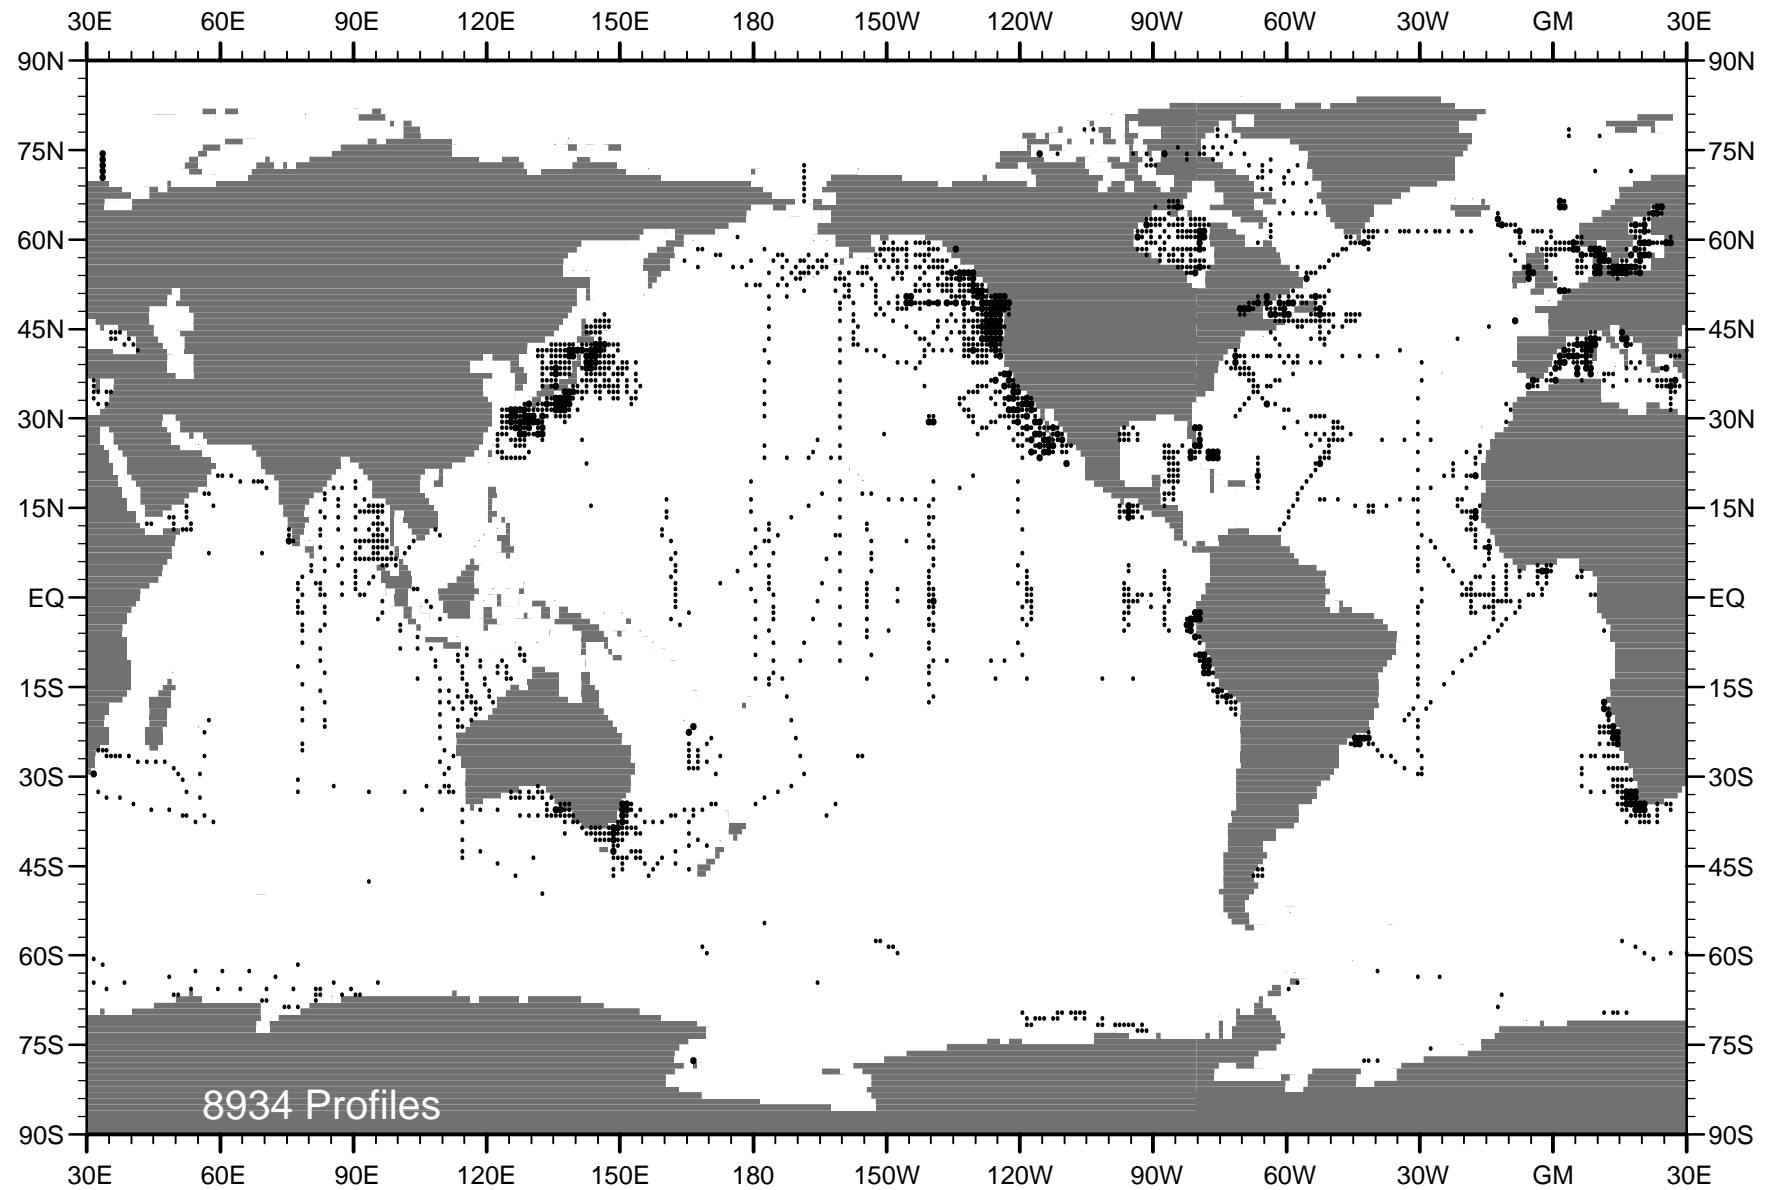 30E 60E 90E 120E 150E 180 150W 120W 90W 60W 30W GM 30E
90N 90N
75N 75N
60N 60N
45N 45N
30N 30N
15N 15N
EQ EQ
15S 15S
30S 30S
45S 45S
60S 60S
75S 75S
8934 Profiles
90S 90S
30E 60E 90E 120E 150E 180 150W 120W 90W 60W 30W GM 30E